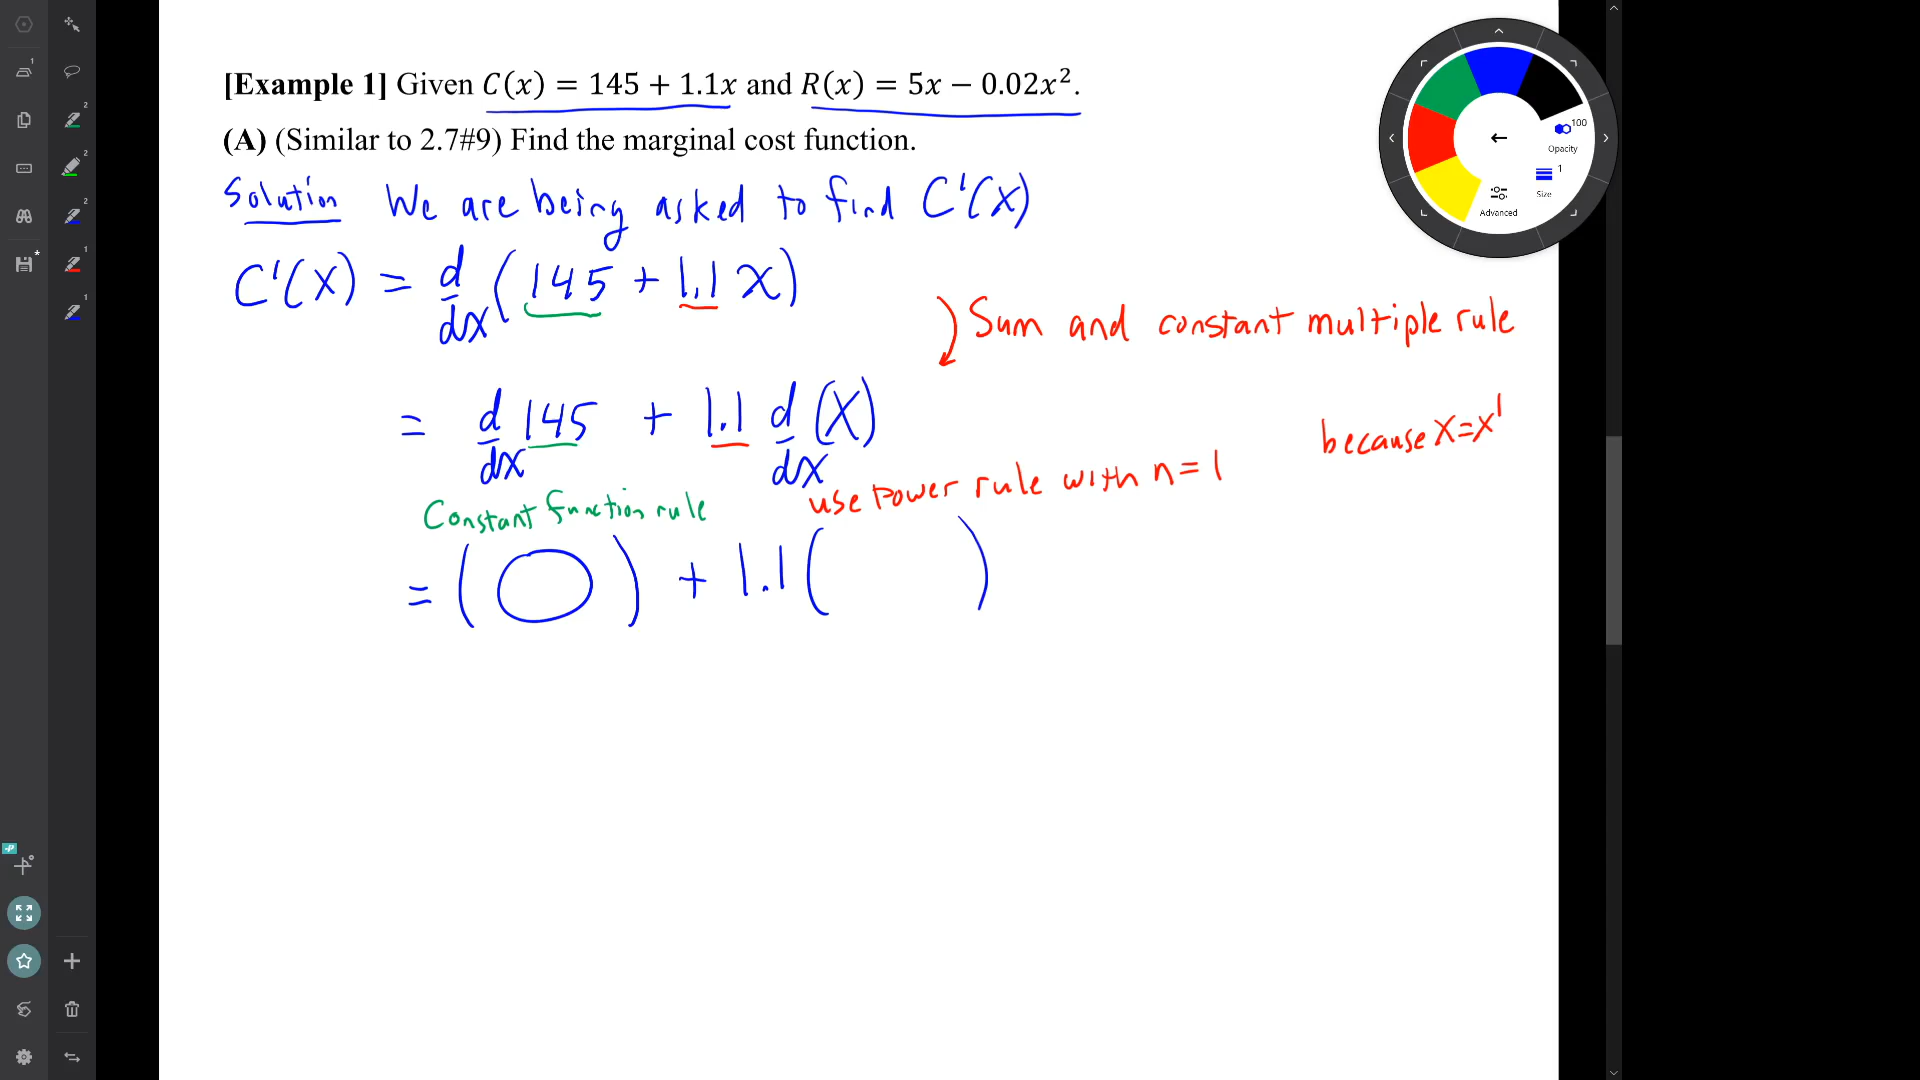 [Example 1] Given C(x) = 145 + 1.1x and R(x) = 5x − 0.02x².
(A) (Similar to 2.7#9) Find the marginal cost function.
Solution We are being asked to find C'(x)
C'(x) = d/dx (145 + 1.1 x)
Sum and constant multiple rule
= d/dx 145 + 1.1 d/dx (x)
because x=x¹
Constant function rule
use power rule with n=1
= ( 0 ) + 1.1 ( )
100
Opacity
1
Size
Advanced